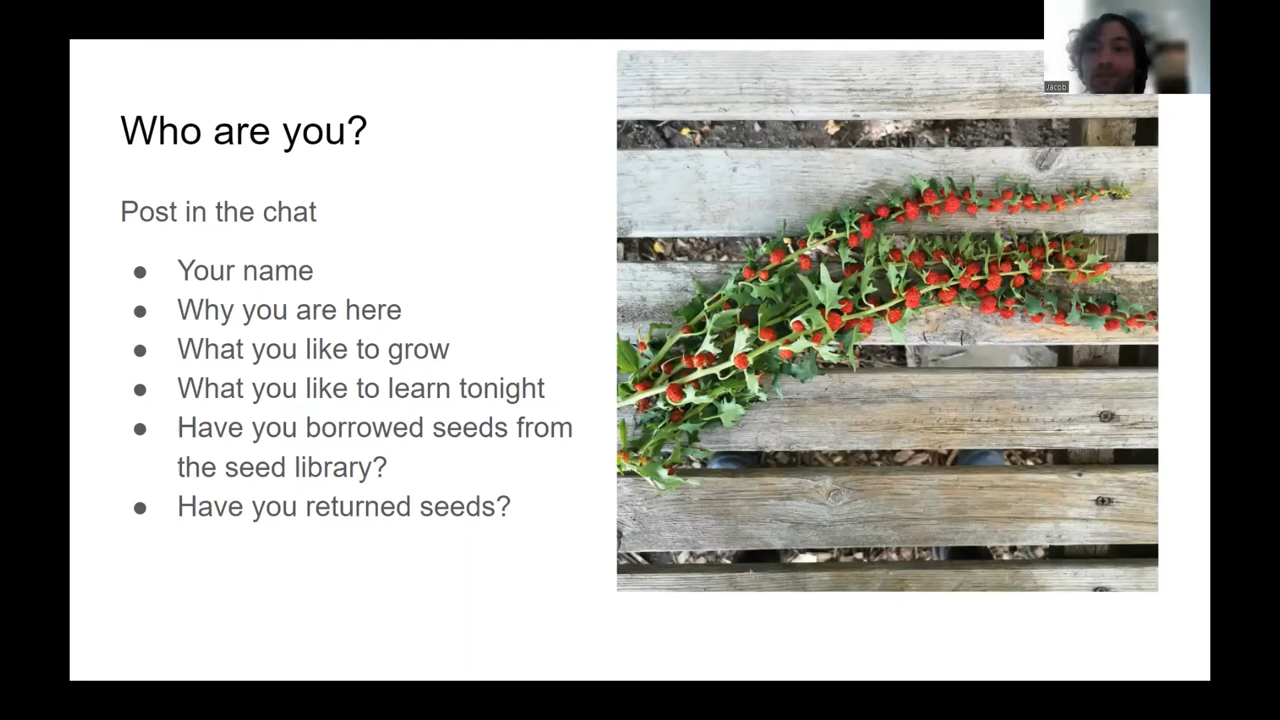 Jacob
Who are you?
Post in the chat
● Your name
● Why you are here
● What you like to grow
● What you like to learn tonight
● Have you borrowed seeds from
the seed library?
● Have you returned seeds?